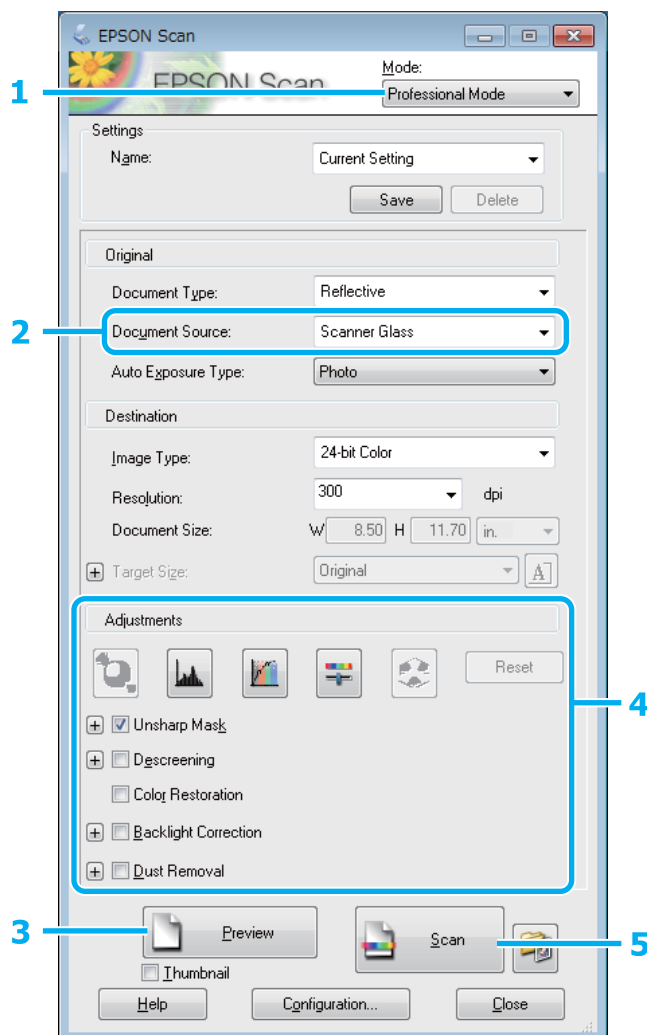 EPSON Scan
EPSON Scan
Mode:
1
Professional Mode
Settings
Name:
Current Setting
Save
Delete
Original
Document Type:
Reflective
2
Document Source:
Scanner Glass
Auto Exposure Type:
Photo
Destination
Image Type:
24-bit Color
Resolution:
300
dpi
Document Size:
W 8.50 H 11.70 in.
Target Size:
Original
A
Adjustments
Reset
4
Unsharp Mask
Descreening
Color Restoration
Backlight Correction
Dust Removal
3
Preview
Scan
5
Thumbnail
Help
Configuration...
Close